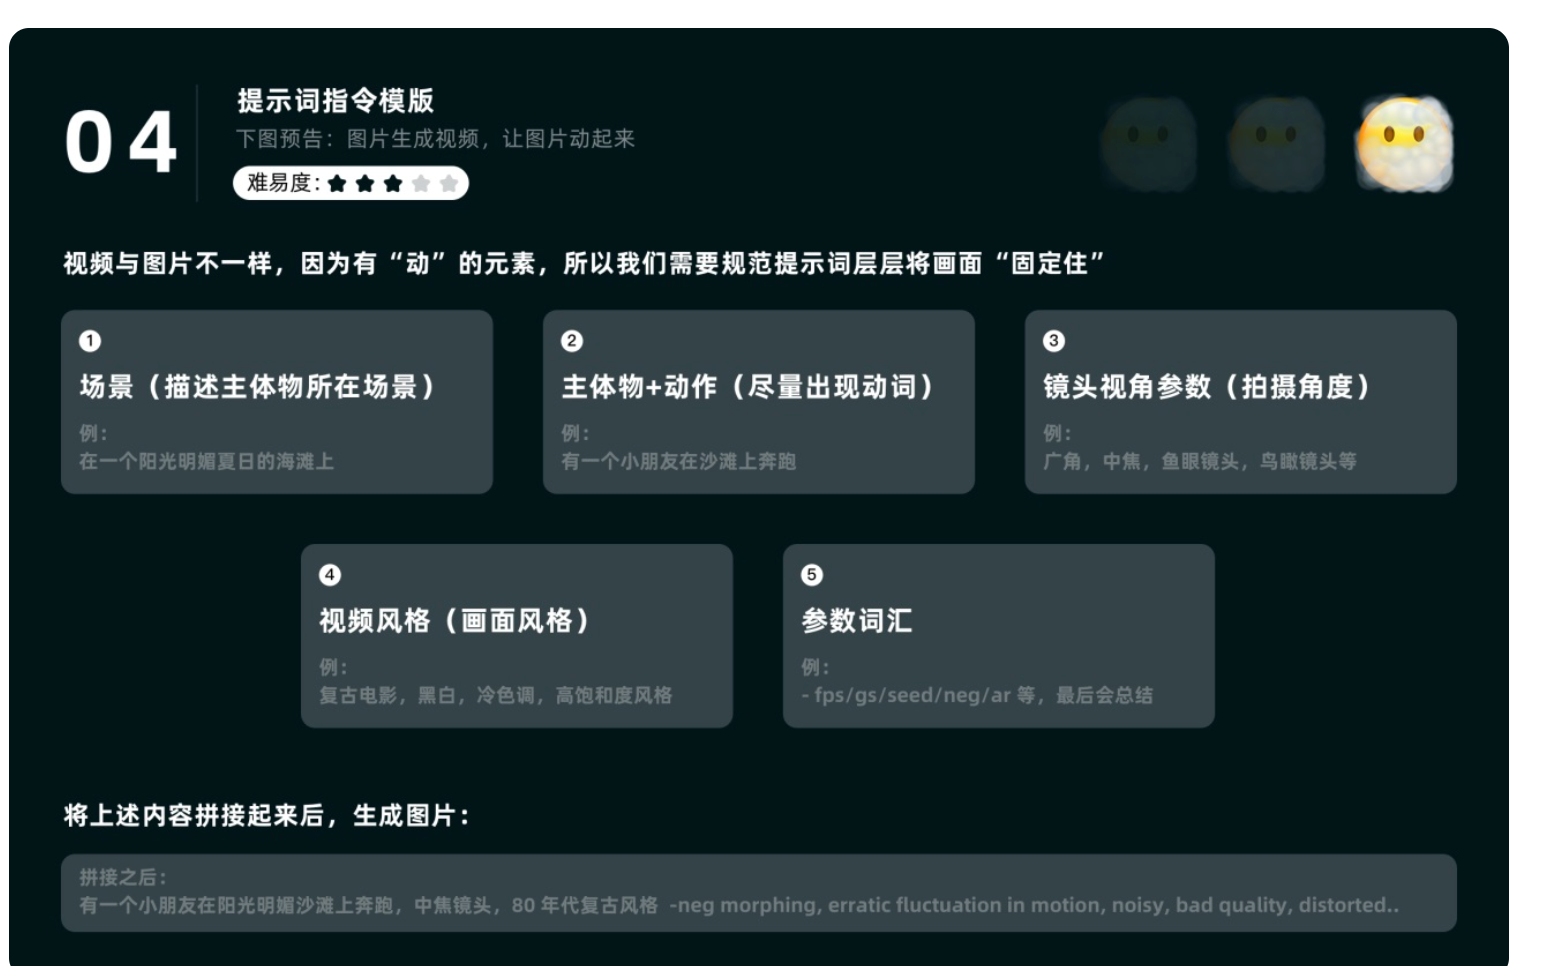 04
提示词指令模版
下图预告：图片生成视频，让图片动起来
难易度：
视频与图片不一样，因为有“动”的元素，所以我们需要规范提示词层层将画面“固定住”
1
场景（描述主体物所在场景）
例：
在一个阳光明媚夏日的海滩上
2
主体物+动作（尽量出现动词）
例：
有一个小朋友在沙滩上奔跑
3
镜头视角参数（拍摄角度）
例：
广角，中焦，鱼眼镜头，鸟瞰镜头等
4
视频风格（画面风格）
例：
复古电影，黑白，冷色调，高饱和度风格
5
参数词汇
例：
- fps/gs/seed/neg/ar 等，最后会总结
将上述内容拼接起来后，生成图片：
拼接之后：
有一个小朋友在阳光明媚沙滩上奔跑，中焦镜头，80 年代复古风格 -neg morphing, erratic fluctuation in motion, noisy, bad quality, distorted..